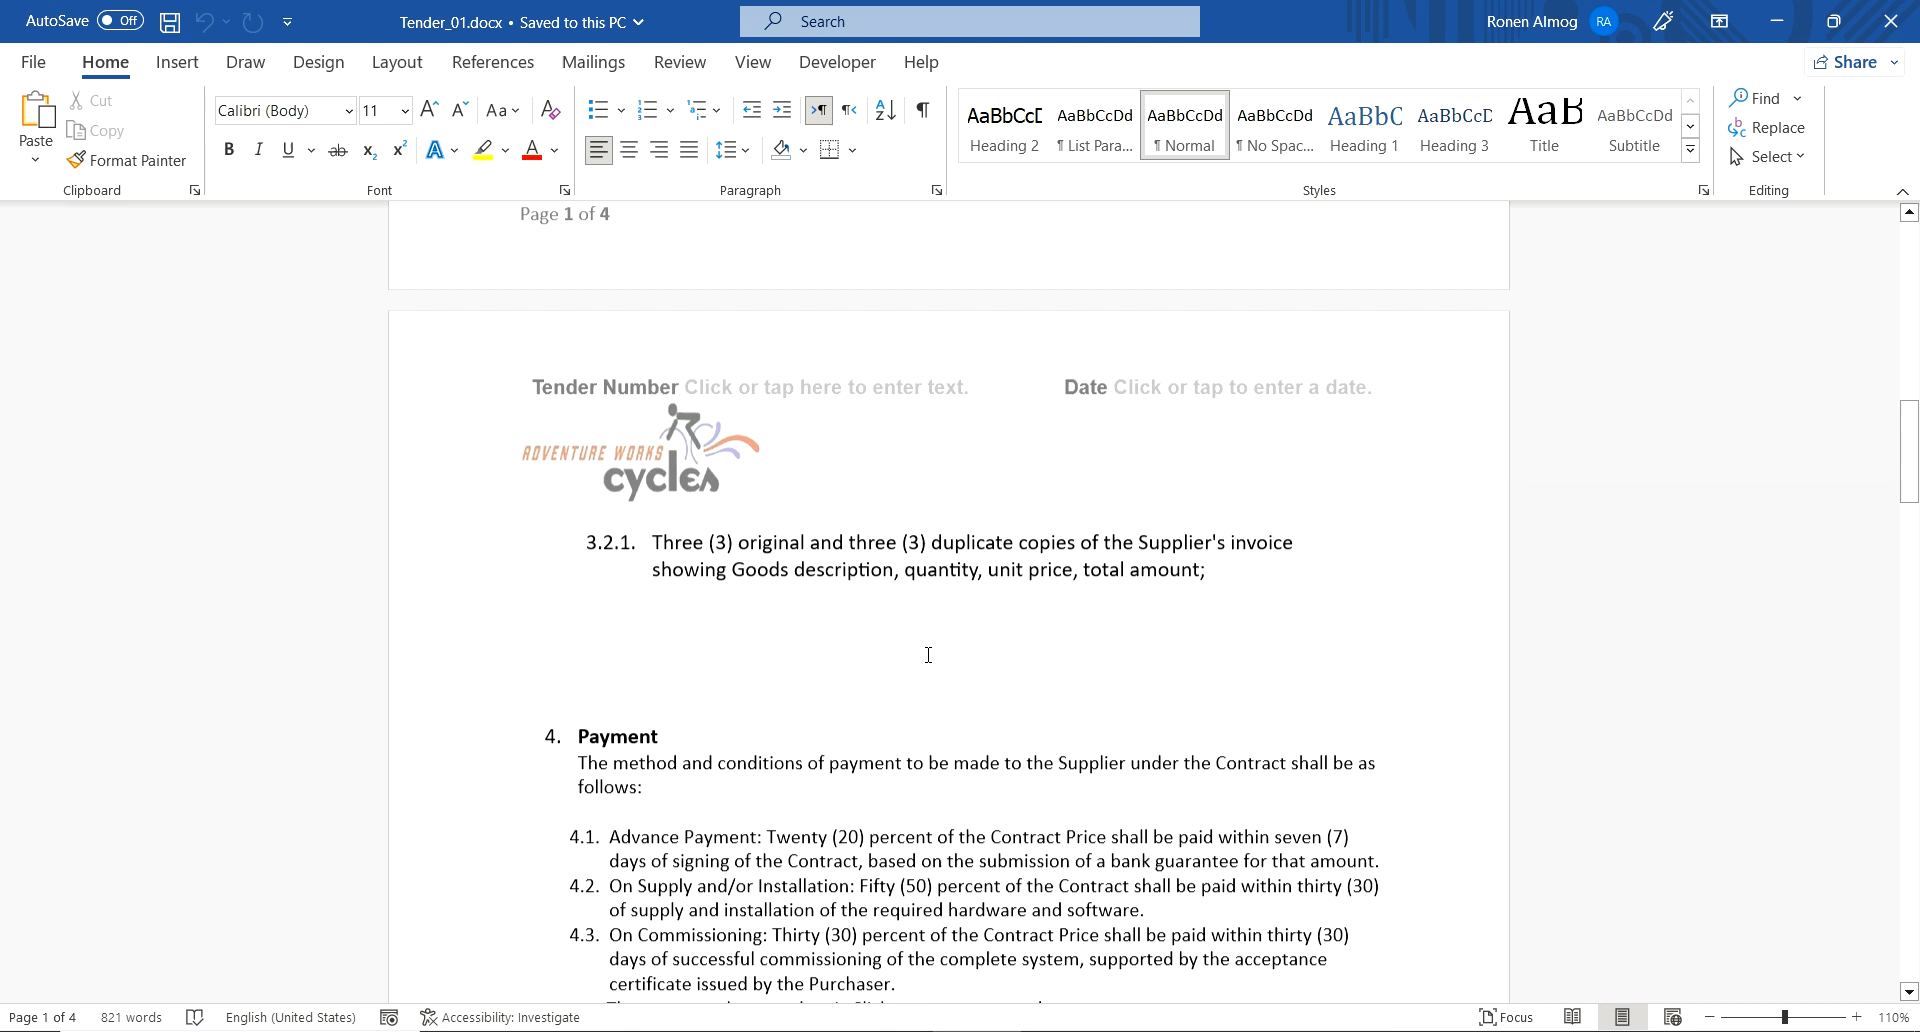 AutoSave Off Tender_01.docx • Saved to this PC Search Ronen Almog RA
File Home Insert Draw Design Layout References Mailings Review View Developer Help Share
Paste Cut Copy Format Painter Clipboard
Calibri (Body) 11 Aa Font
Paragraph
AaBbCcD AaBbCcDd AaBbCcDd AaBbCcDd AaBbC AaBbCcD AaB AaBbCcDd
Heading 2 ¶ List Para... ¶ Normal ¶ No Spac... Heading 1 Heading 3 Title Subtitle
Styles
Find Replace Select Editing
Page 1 of 4
Tender Number Click or tap here to enter text. Date Click or tap to enter a date.
ADVENTURE WORKS
cycles
3.2.1. Three (3) original and three (3) duplicate copies of the Supplier's invoice
showing Goods description, quantity, unit price, total amount;
4. Payment
The method and conditions of payment to be made to the Supplier under the Contract shall be as
follows:
4.1. Advance Payment: Twenty (20) percent of the Contract Price shall be paid within seven (7)
days of signing of the Contract, based on the submission of a bank guarantee for that amount.
4.2. On Supply and/or Installation: Fifty (50) percent of the Contract shall be paid within thirty (30)
of supply and installation of the required hardware and software.
4.3. On Commissioning: Thirty (30) percent of the Contract Price shall be paid within thirty (30)
days of successful commissioning of the complete system, supported by the acceptance
certificate issued by the Purchaser.
Page 1 of 4 821 words English (United States) Accessibility: Investigate Focus 110%